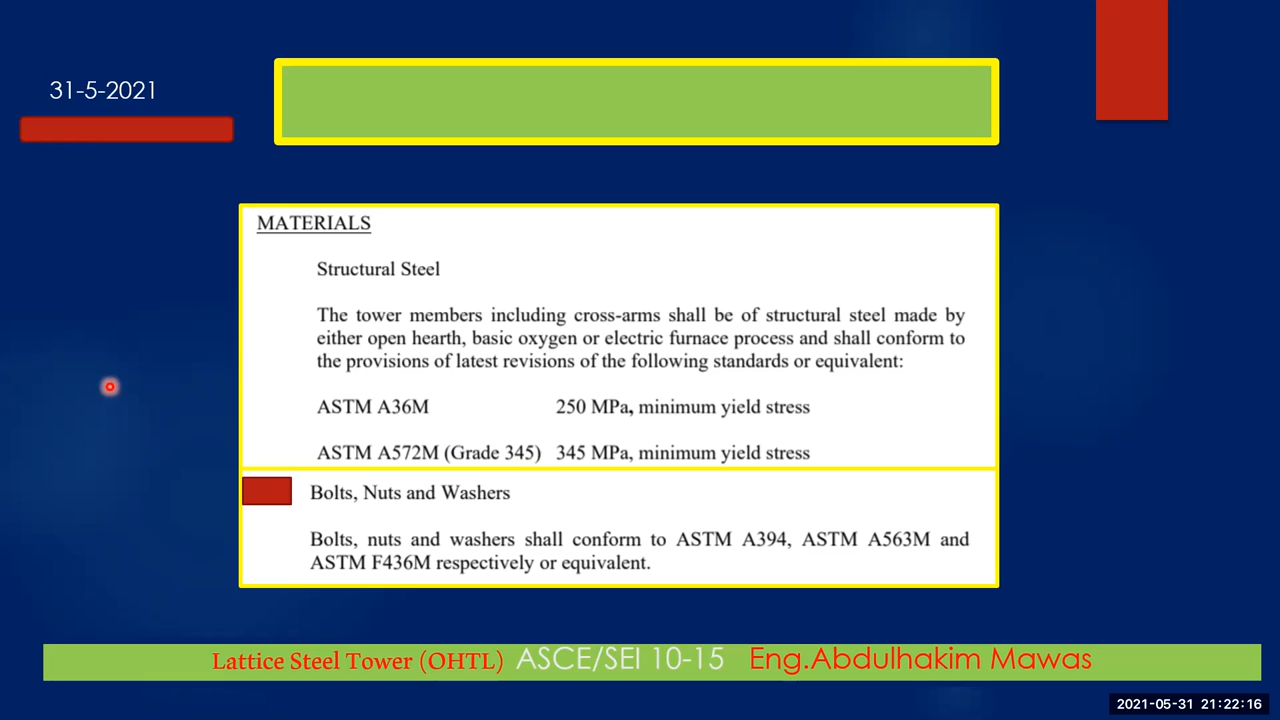 31-5-2021
MATERIALS
Structural Steel
The tower members including cross-arms shall be of structural steel made by
either open hearth, basic oxygen or electric furnace process and shall conform to
the provisions of latest revisions of the following standards or equivalent:
ASTM A36M 250 MPa, minimum yield stress
ASTM A572M (Grade 345) 345 MPa, minimum yield stress
Bolts, Nuts and Washers
Bolts, nuts and washers shall conform to ASTM A394, ASTM A563M and
ASTM F436M respectively or equivalent.
Lattice Steel Tower (OHTL) ASCE/SEI 10-15 Eng.Abdulhakim Mawas
2021-05-31 21:22:16